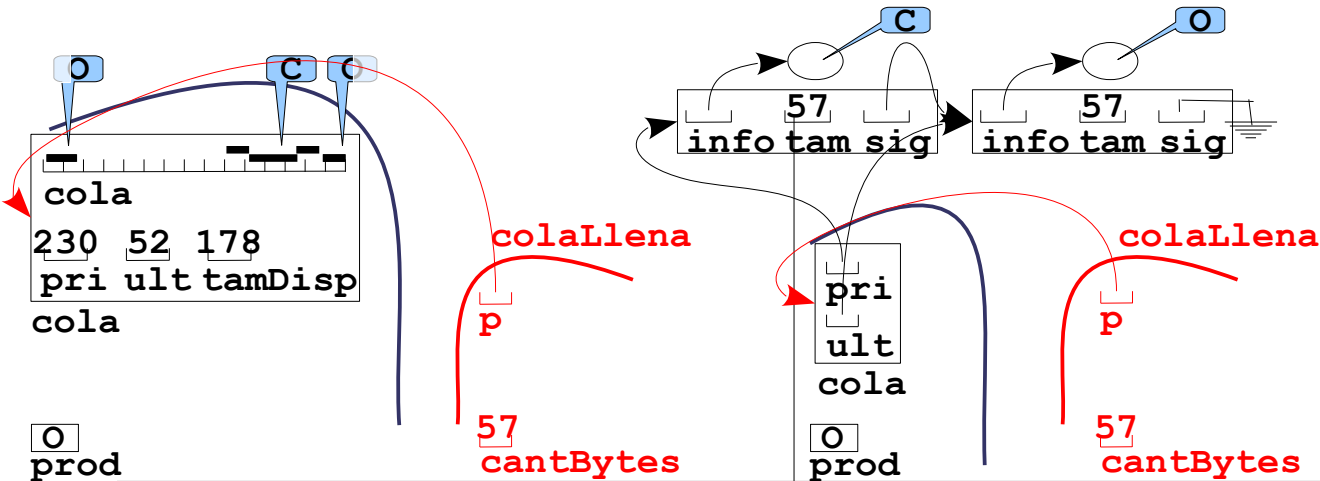 O C O
cola
230 52 178
pri ult tamDisp
cola
O
prod
colaLlena
p
57
cantBytes
C
57
info tam sig
O
57
info tam sig
pri
ult
cola
O
prod
colaLlena
p
57
cantBytes